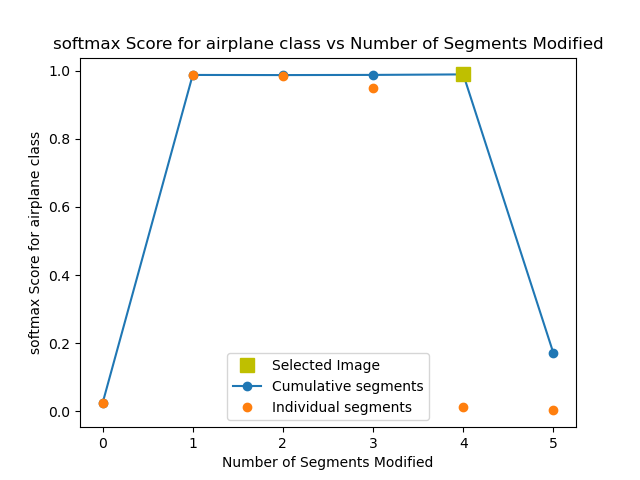 softmax Score for airplane class vs Number of Segments Modified
1.0
0.8
0.6
0.4
0.2
0.0
softmax Score for airplane class
Selected Image
Cumulative segments
Individual segments
0 1 2 3 4 5
Number of Segments Modified